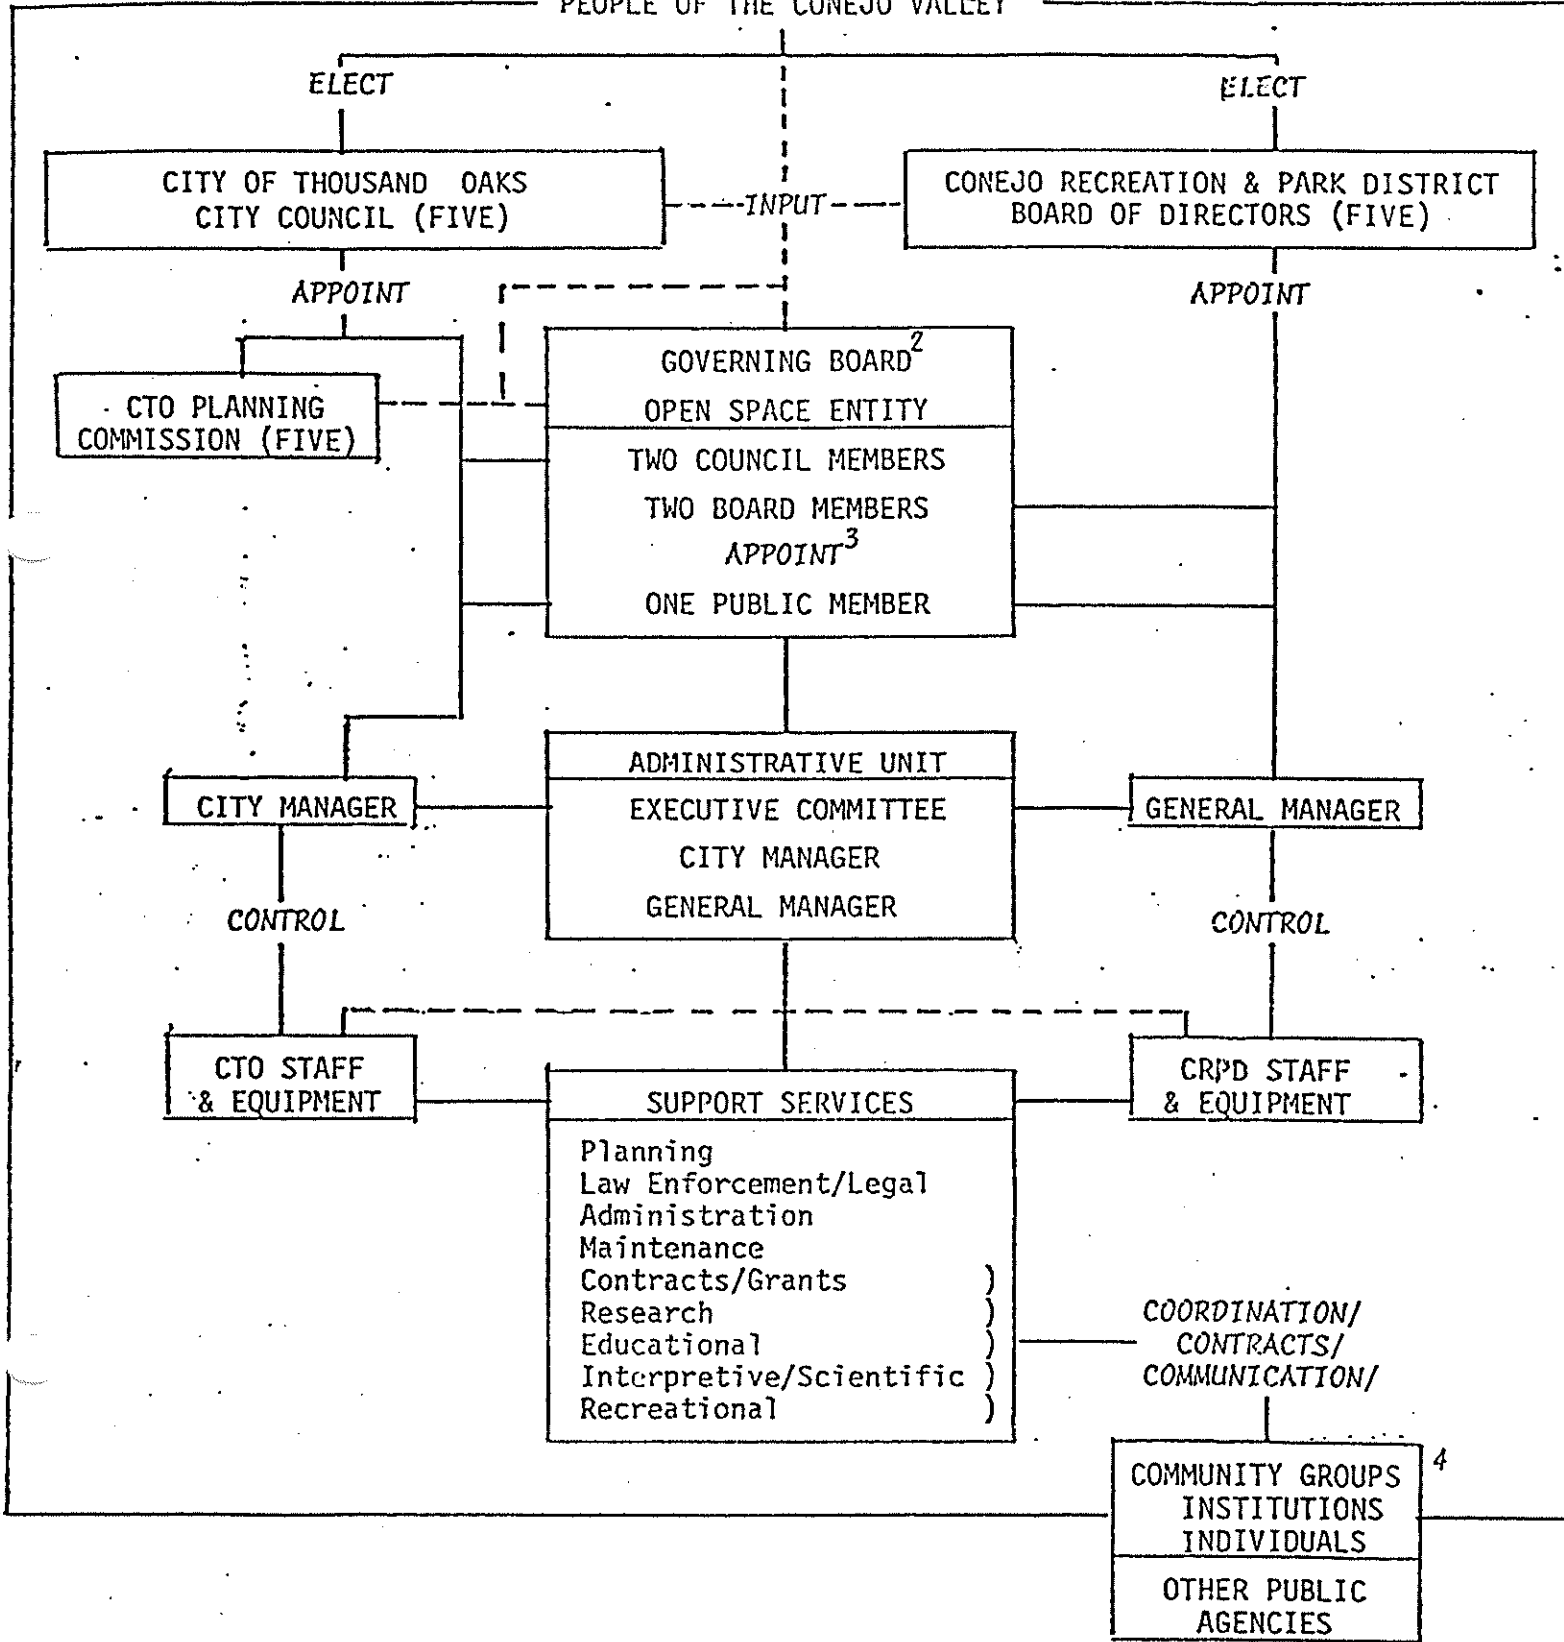 PEOPLE OF THE CONEJO VALLEY
ELECT
ELECT
CITY OF THOUSAND OAKS
CITY COUNCIL (FIVE)
INPUT
CONEJO RECREATION & PARK DISTRICT
BOARD OF DIRECTORS (FIVE)
APPOINT
APPOINT
GOVERNING BOARD2
OPEN SPACE ENTITY
CTO PLANNING
COMMISSION (FIVE)
TWO COUNCIL MEMBERS
TWO BOARD MEMBERS
APPOINT3
ONE PUBLIC MEMBER
ADMINISTRATIVE UNIT
CITY MANAGER
EXECUTIVE COMMITTEE
CITY MANAGER
GENERAL MANAGER
GENERAL MANAGER
CONTROL
CONTROL
CTO STAFF
& EQUIPMENT
CRPD STAFF
& EQUIPMENT
SUPPORT SERVICES
Planning
Law Enforcement/Legal
Administration
Maintenance
Contracts/Grants )
Research )
Educational )
Interpretive/Scientific )
Recreational )
COORDINATION/
CONTRACTS/
COMMUNICATION/
COMMUNITY GROUPS 4
INSTITUTIONS
INDIVIDUALS
OTHER PUBLIC
AGENCIES